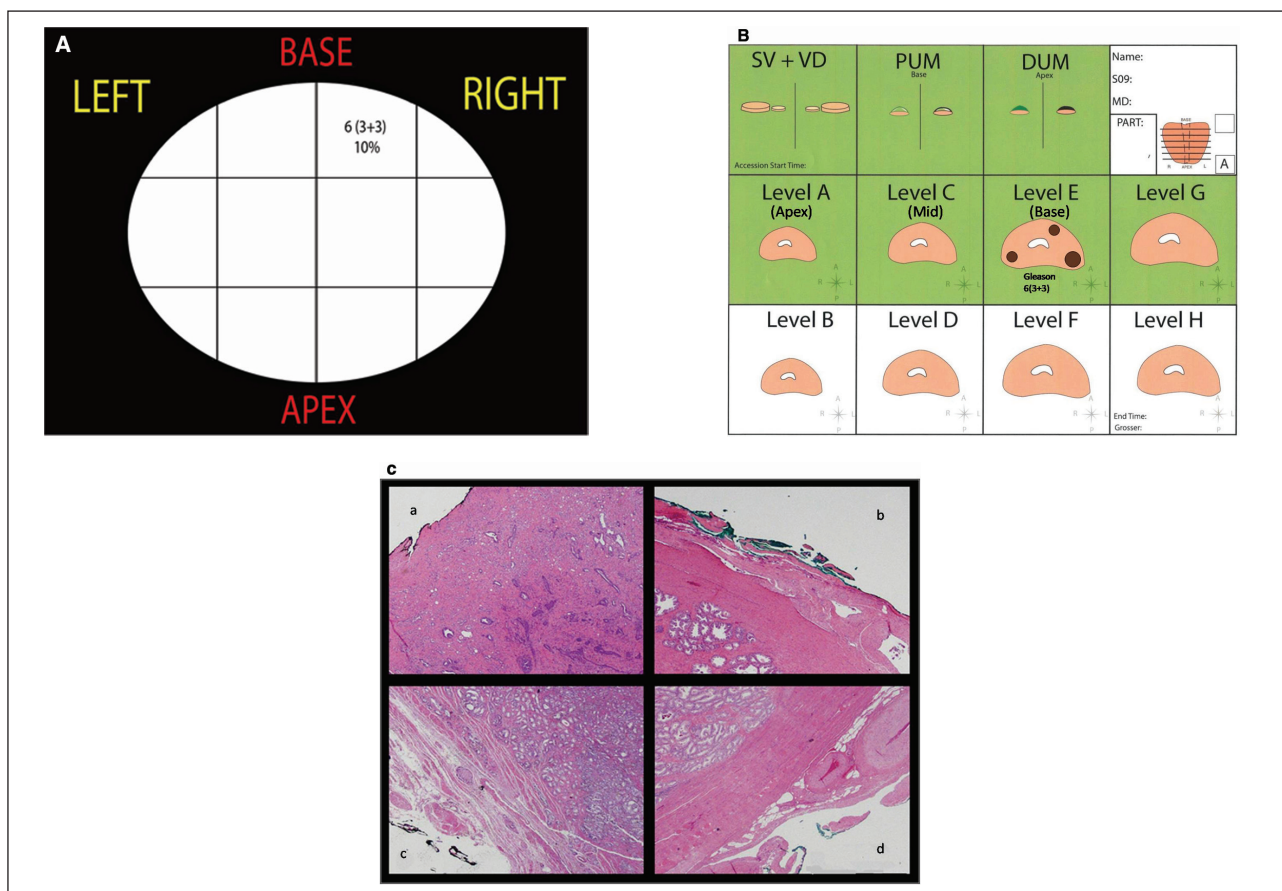 A
BASE
LEFT
RIGHT
6 (3+3)
10%
APEX
B
SV + VD
Accession Start Time:
PUM
Base
DUM
Apex
Name:
S09:
MD:
PART:
,
BASE
R APEX L
A
Level A
(Apex)
A
R L
P
Level C
(Mid)
A
R L
P
Level E
(Base)
Gleason
6(3+3)
A
R L
P
Level G
A
R L
P
Level B
A
R L
P
Level D
A
R L
P
Level F
A
R L
P
Level H
A
R L
P
End Time:
Grosser:
C
a
b
c
d